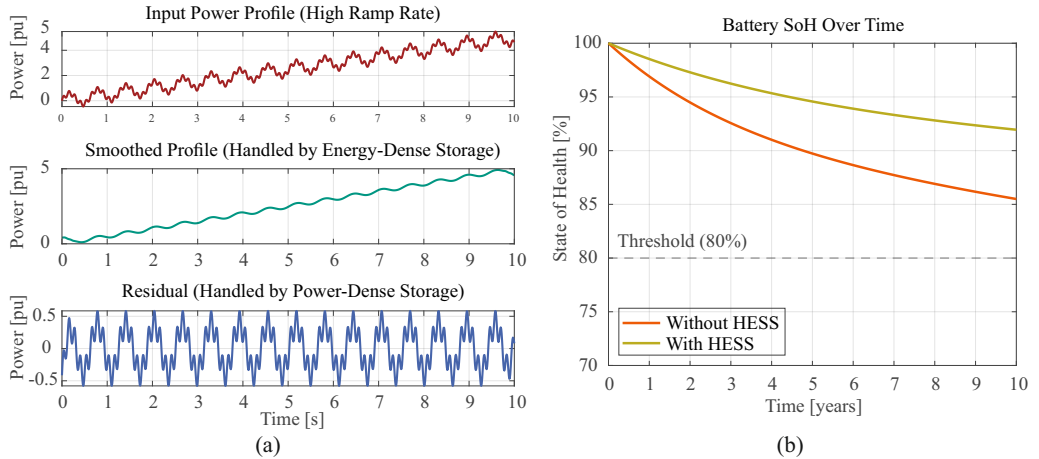 Input Power Profile (High Ramp Rate)
Power [pu]
5
4
2
0
0 1 2 3 4 5 6 7 8 9 10
Smoothed Profile (Handled by Energy-Dense Storage)
Power [pu]
5
0
0 1 2 3 4 5 6 7 8 9 10
Residual (Handled by Power-Dense Storage)
Power [pu]
0.5
0
-0.5
0 1 2 3 4 5 6 7 8 9 10
Time [s]
(a)
Battery SoH Over Time
State of Health [%]
100
95
90
85
Threshold (80%)
80
75
70
Without HESS
With HESS
0 1 2 3 4 5 6 7 8 9 10
Time [years]
(b)